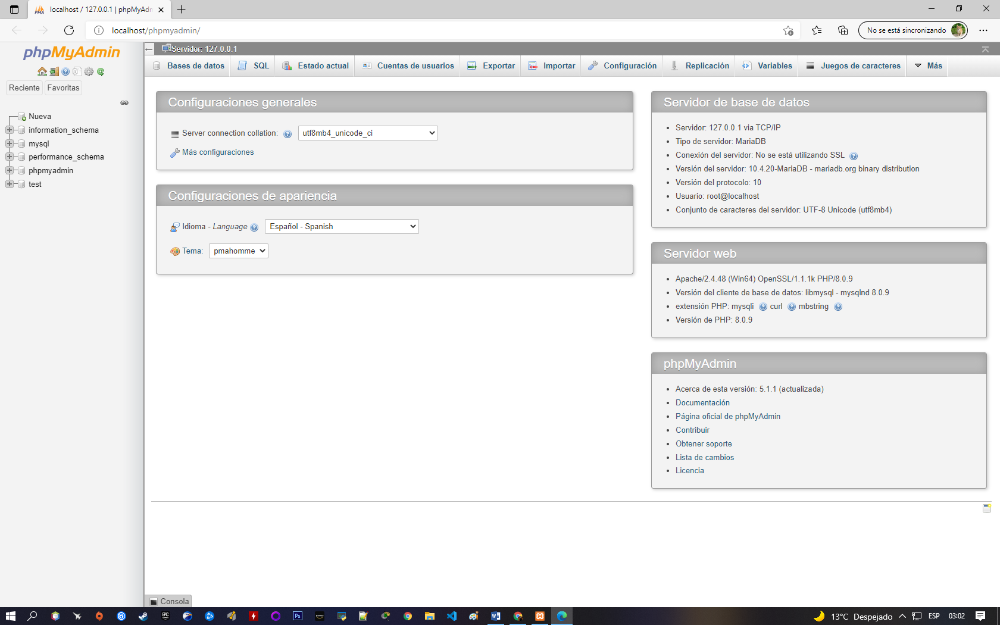 localhost / 127.0.0.1 | phpMyAdn
localhost/phpmyadmin/
No se está sincronizando
phpMyAdmin
Reciente
Favoritas
Nueva
information_schema
mysql
performance_schema
phpmyadmin
test
Servidor: 127.0.0.1
Bases de datos
SQL
Estado actual
Cuentas de usuarios
Exportar
Importar
Configuración
Replicación
Variables
Juegos de caracteres
Más
Configuraciones generales
Server connection collation: utf8mb4_unicode_ci
Más configuraciones
Configuraciones de apariencia
Idioma - Language Español - Spanish
Tema: pmahomme
Servidor de base de datos
Servidor: 127.0.0.1 via TCP/IP
Tipo de servidor: MariaDB
Conexión del servidor: No se está utilizando SSL
Versión del servidor: 10.4.20-MariaDB - mariadb.org binary distribution
Versión del protocolo: 10
Usuario: root@localhost
Conjunto de caracteres del servidor: UTF-8 Unicode (utf8mb4)
Servidor web
Apache/2.4.48 (Win64) OpenSSL/1.1.1k PHP/8.0.9
Versión del cliente de base de datos: libmysql - mysqlnd 8.0.9
extensión PHP: mysqli curl mbstring
Versión de PHP: 8.0.9
phpMyAdmin
Acerca de esta versión: 5.1.1 (actualizada)
Documentación
Página oficial de phpMyAdmin
Contribuir
Obtener soporte
Lista de cambios
Licencia
Consola
13°C Despejado
ESP
03:02